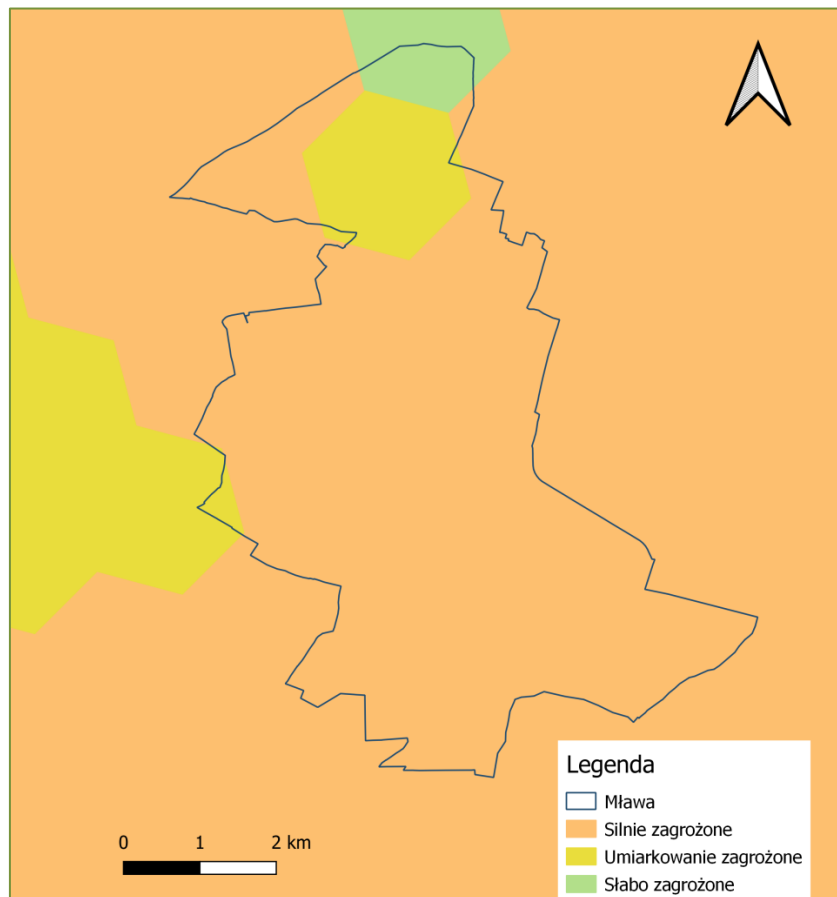 Legenda
Mława
Silnie zagrożone
Umiarkowanie zagrożone
Słabo zagrożone
0 1 2 km